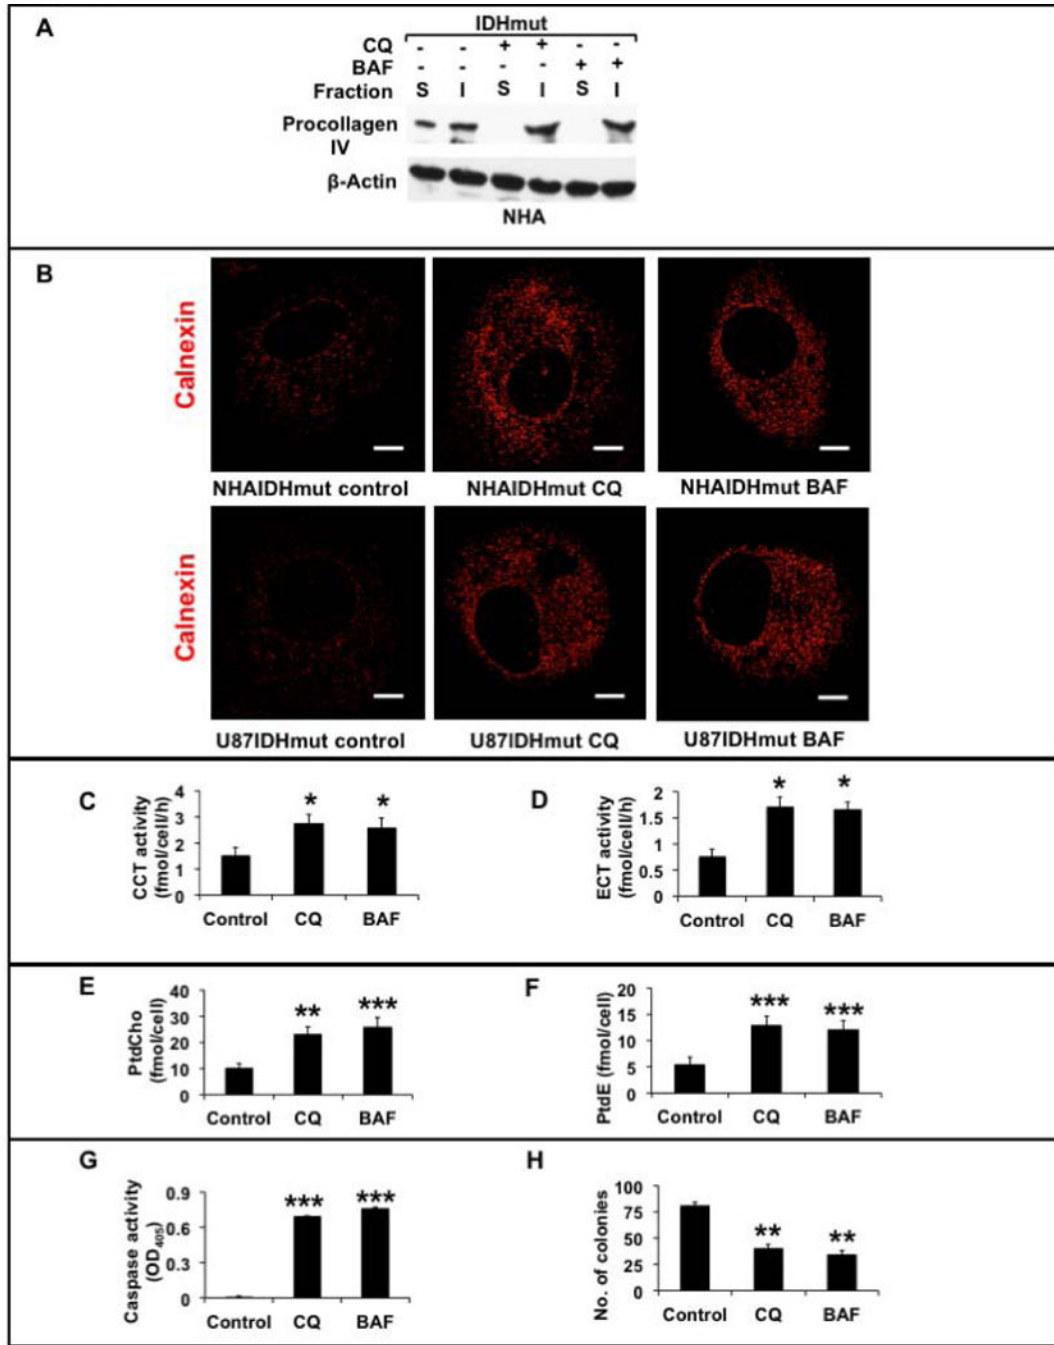 A
IDHmut
CQ - - + + - -
BAF - - - - + +
Fraction S I S I S I
Procollagen
IV
β-Actin
NHA
B
Calnexin
NHAIDHmut control NHAIDHmut CQ NHAIDHmut BAF
Calnexin
U87IDHmut control U87IDHmut CQ U87IDHmut BAF
C
CCT activity
(fmol/cell/h)
4
3
2
1
0
* *
Control CQ BAF
D
ECT activity
(fmol/cell/h)
2
1.5
1
0.5
0
* *
Control CQ BAF
E
PtdCho
(fmol/cell)
40
30
20
10
0
** ***
Control CQ BAF
F
PtdE (fmol/cell)
20
15
10
5
0
*** ***
Control CQ BAF
G
Caspase activity
(OD405)
0.9
0.6
0.3
0
*** ***
Control CQ BAF
H
No. of colonies
100
75
50
25
0
** **
Control CQ BAF